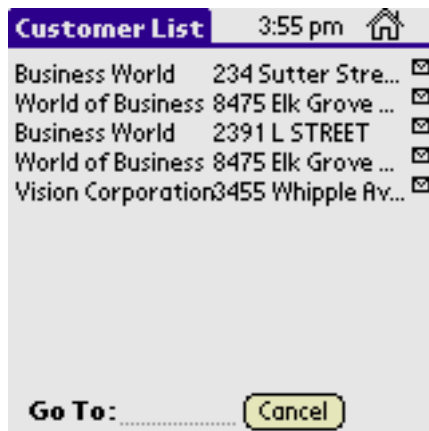 Customer List 3:55 pm
Business World 234 Sutter Stre...
World of Business 8475 Elk Grove ...
Business World 2391 L STREET
World of Business 8475 Elk Grove ...
Vision Corporation 3455 Whipple Av...
Go To: Cancel